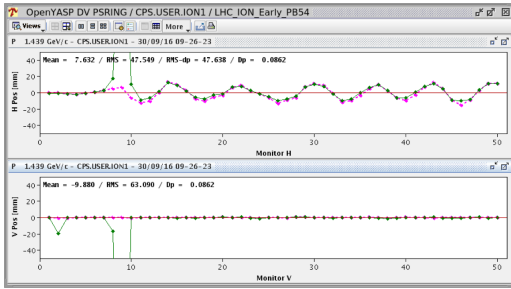 OpenYASP DV PSRING / CPS.USER.ION1 / LHC_ION_Early_PB54
Views More
P 1.439 GeV/c - CPS.USER.ION1 - 30/09/16 09-26-23
Mean = 7.632 / RMS = 47.549 / RMS-dp = 47.638 / Dp = 0.0862
H Pos [mm]
40
20
0
-20
-40
0 10 20 30 40 50
Monitor H
P 1.439 GeV/c - CPS.USER.ION1 - 30/09/16 09-26-23
Mean = -9.880 / RMS = 63.090 / Dp = 0.0862
V Pos [mm]
40
20
0
-20
-40
0 10 20 30 40 50
Monitor V